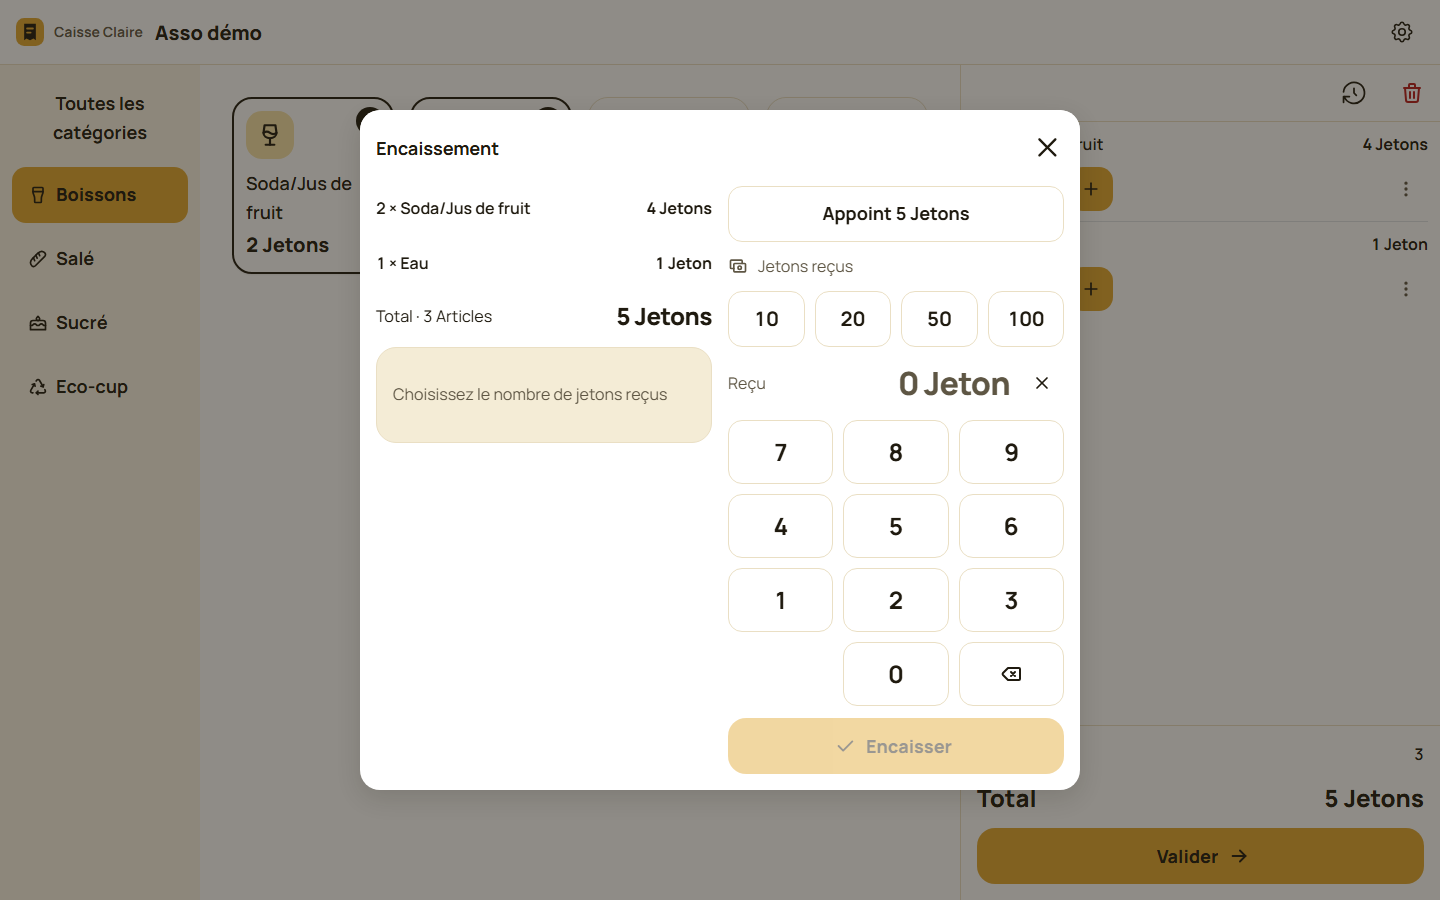 Caisse Claire Asso démo
Toutes les
catégories
Boissons
Salé
Sucré
Eco-cup
Soda/Jus de
fruit
2 Jetons
Encaissement
2 × Soda/Jus de fruit 4 Jetons
1 × Eau 1 Jeton
Total · 3 Articles 5 Jetons
Choisissez le nombre de jetons reçus
Appoint 5 Jetons
Jetons reçus
10 20 50 100
Reçu 0 Jeton
7 8 9
4 5 6
1 2 3
0
Encaisser
4 Jetons
1 Jeton
3
Total 5 Jetons
Valider